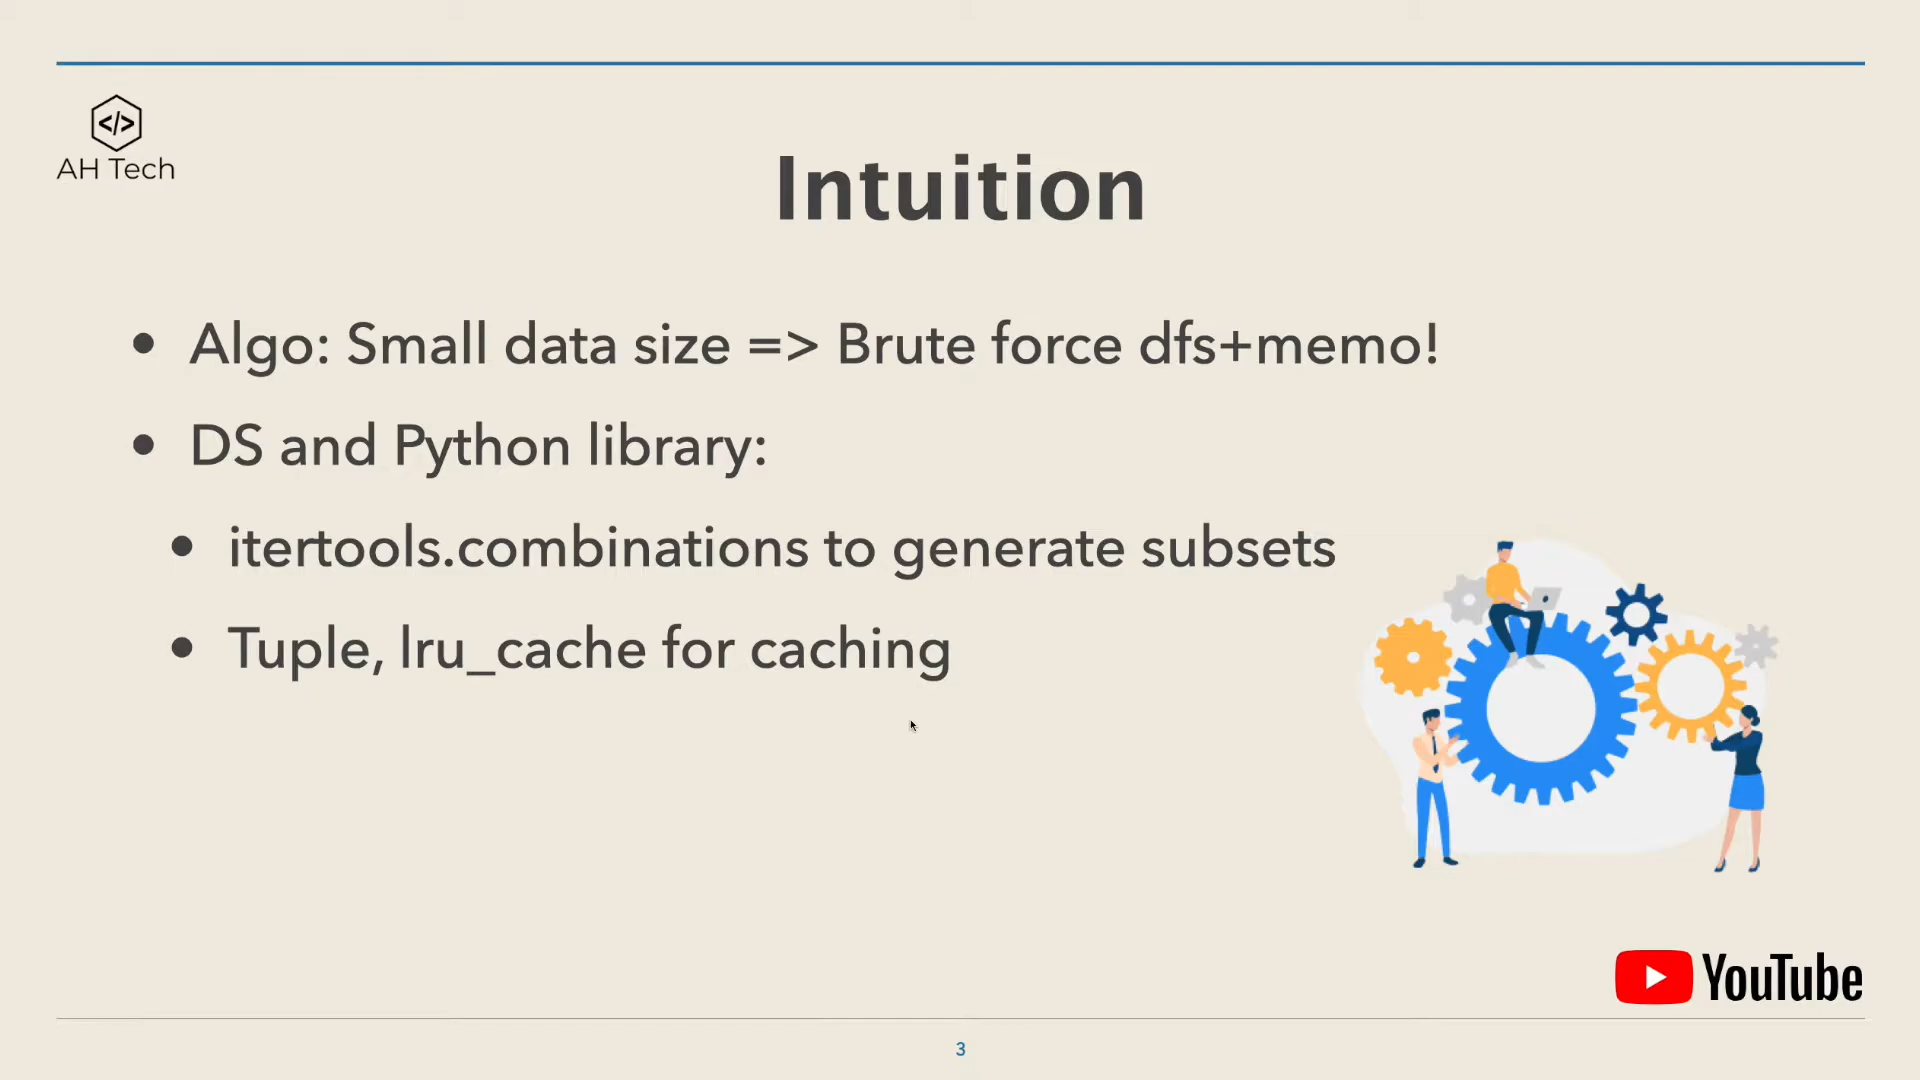 </>
AH Tech
Intuition
• Algo: Small data size => Brute force dfs+memo!
• DS and Python library:
• itertools.combinations to generate subsets
• Tuple, lru_cache for caching
YouTube
3